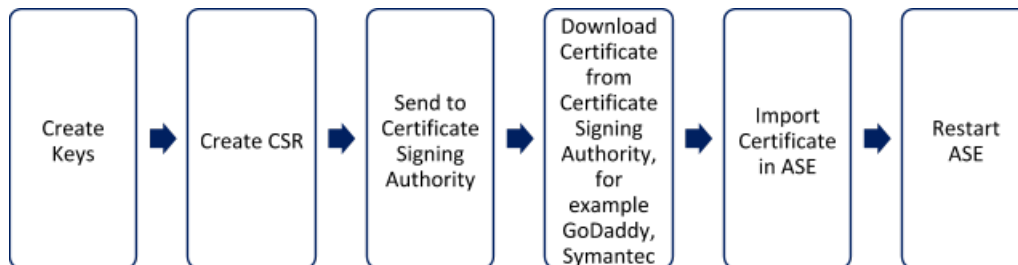 Create
Keys
Create CSR
Send to
Certificate
Signing
Authority
Download
Certificate
from
Certificate
Signing
Authority,
for
example
GoDaddy,
Symantec
Import
Certificate
in ASE
Restart
ASE